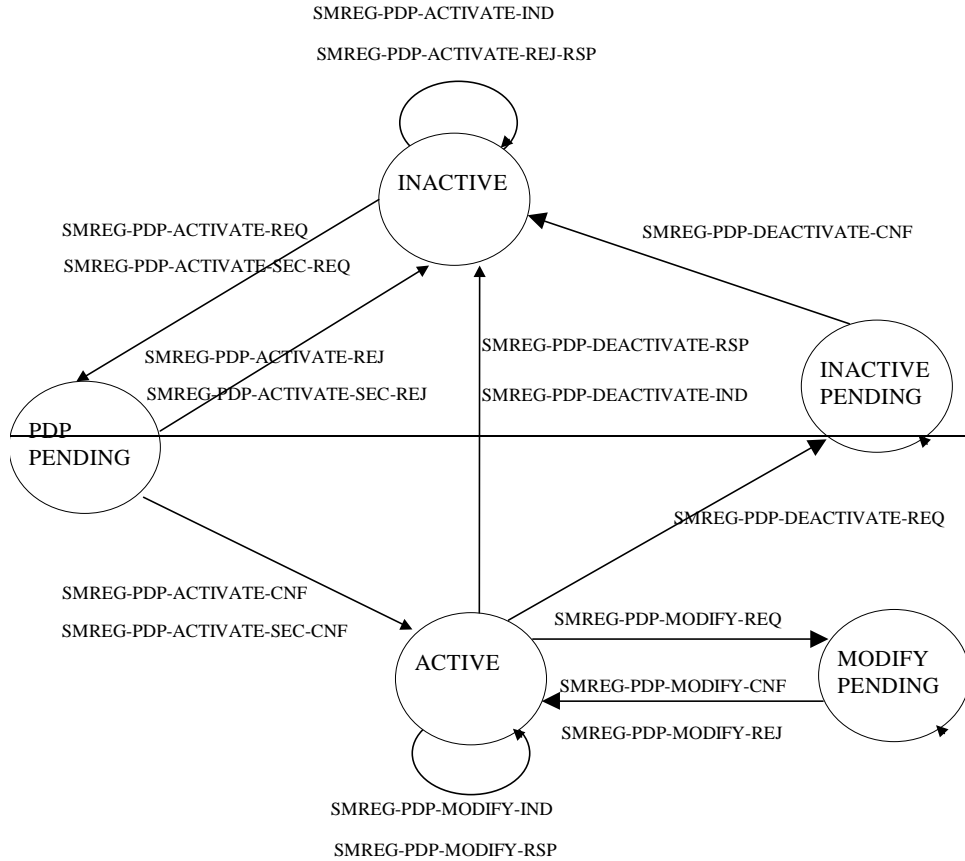 SMREG-PDP-ACTIVATE-IND
SMREG-PDP-ACTIVATE-REJ-RSP
INACTIVE
SMREG-PDP-ACTIVATE-REQ
SMREG-PDP-DEACTIVATE-CNF
SMREG-PDP-ACTIVATE-SEC-REQ
SMREG-PDP-ACTIVATE-REJ
SMREG-PDP-ACTIVATE-SEC-REJ
SMREG-PDP-DEACTIVATE-RSP
SMREG-PDP-DEACTIVATE-IND
INACTIVE
PENDING
PDP
PENDING
SMREG-PDP-DEACTIVATE-REQ
SMREG-PDP-ACTIVATE-CNF
SMREG-PDP-ACTIVATE-SEC-CNF
SMREG-PDP-MODIFY-REQ
ACTIVE
MODIFY
PENDING
SMREG-PDP-MODIFY-CNF
SMREG-PDP-MODIFY-REJ
SMREG-PDP-MODIFY-IND
SMREG-PDP-MODIFY-RSP